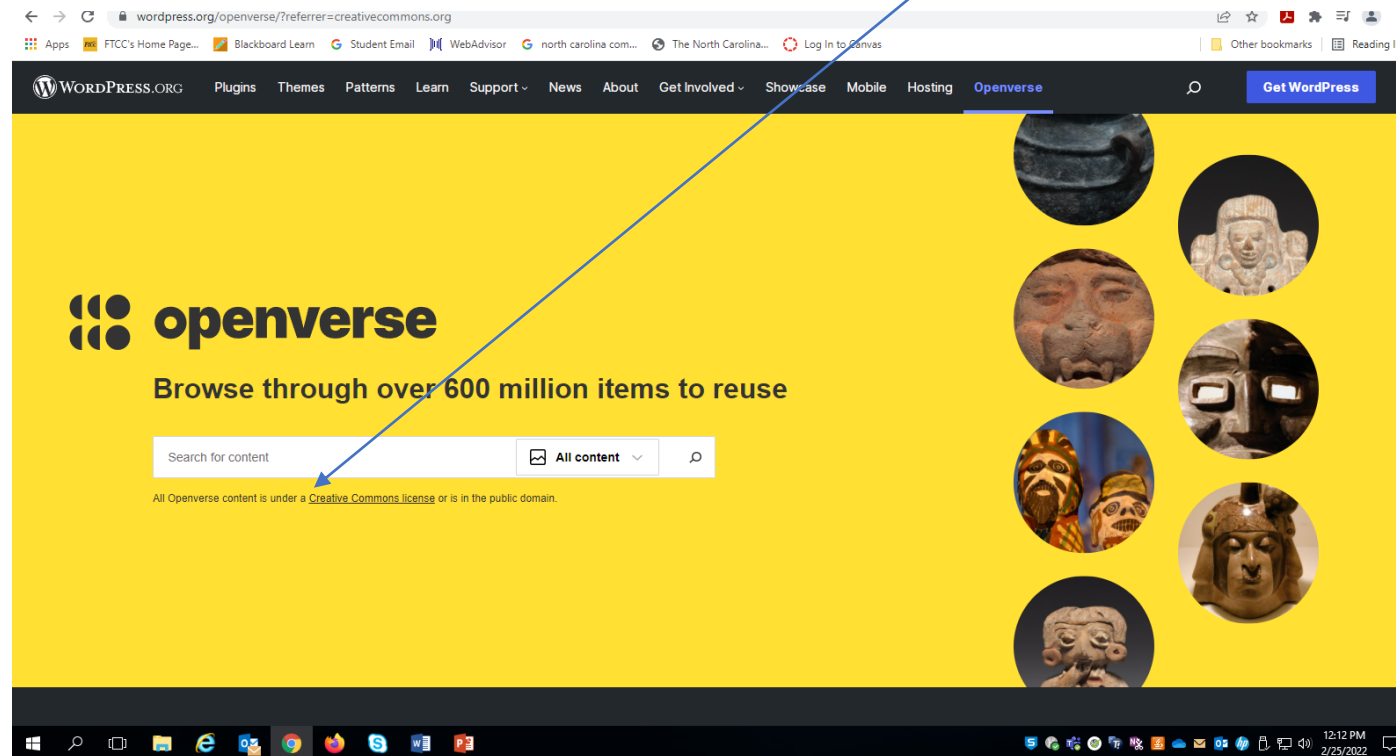 wordpress.org/openverse/?referrer=creativecommons.org
Apps FTCC's Home Page... Blackboard Learn Student Email WebAdvisor north carolina com... The North Carolina... Log In to Canvas Other bookmarks Reading l
WORDPRESS.ORG Plugins Themes Patterns Learn Support News About Get Involved Showcase Mobile Hosting Openverse Get WordPress
openverse
Browse through over 600 million items to reuse
Search for content All content
All Openverse content is under a Creative Commons license or is in the public domain.
12:12 PM
2/25/2022